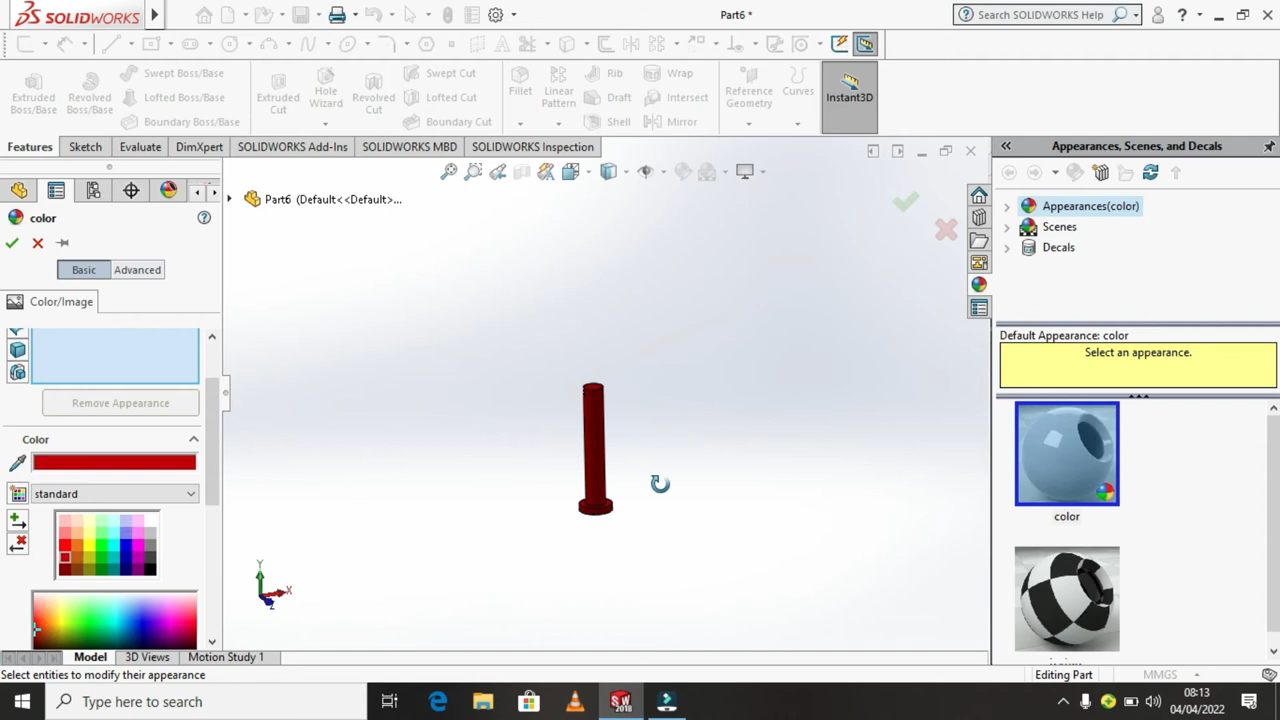 SOLIDWORKS
Part6 *
Search SOLIDWORKS Help
Extruded Boss/Base
Revolved Boss/Base
Swept Boss/Base
Lofted Boss/Base
Boundary Boss/Base
Extruded Cut
Hole Wizard
Revolved Cut
Swept Cut
Lofted Cut
Boundary Cut
Fillet
Linear Pattern
Rib
Draft
Shell
Wrap
Intersect
Mirror
Reference Geometry
Curves
Instant3D
Features
Sketch
Evaluate
DimXpert
SOLIDWORKS Add-Ins
SOLIDWORKS MBD
SOLIDWORKS Inspection
Appearances, Scenes, and Decals
Part6 (Default<<Default>...
color
Basic
Advanced
Color/Image
Remove Appearance
Color
standard
Appearances(color)
Scenes
Decals
Default Appearance: color
Select an appearance.
color
Y
X
Z
Model
3D Views
Motion Study 1
Select entities to modify their appearance
Editing Part
MMGS
Type here to search
SW
2018
08:13
04/04/2022